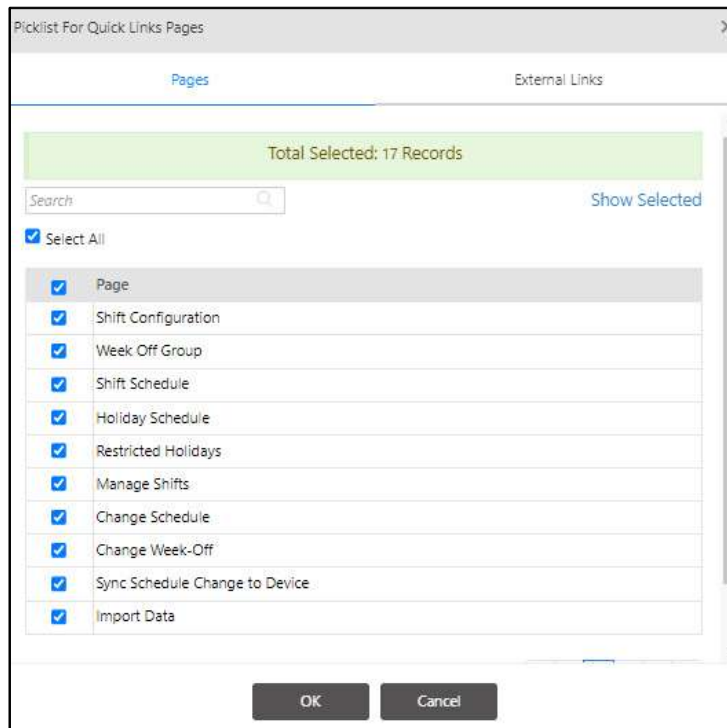 Picklist For Quick Links Pages
Pages External Links
Total Selected: 17 Records
Search Show Selected
Select All
Page
Shift Configuration
Week Off Group
Shift Schedule
Holiday Schedule
Restricted Holidays
Manage Shifts
Change Schedule
Change Week-Off
Sync Schedule Change to Device
Import Data
OK Cancel